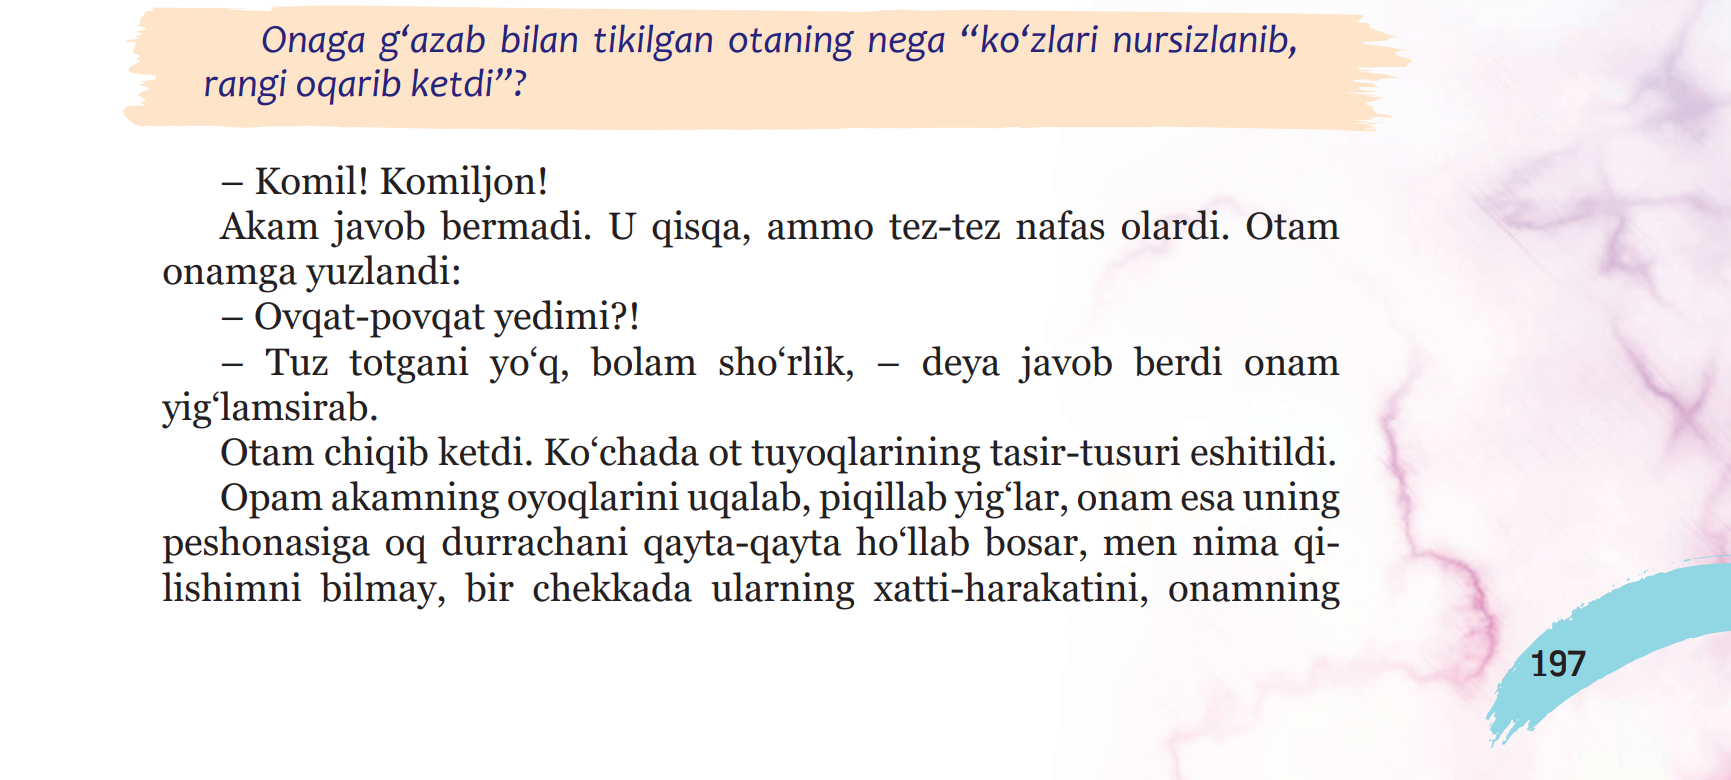 Onaga g‘azab bilan tikilgan otaning nega “ko‘zlari nursizlanib,
rangi oqarib ketdi”?
– Komil! Komiljon!
Akam javob bermadi. U qisqa, ammo tez-tez nafas olardi. Otam
onamga yuzlandi:
– Ovqat-povqat yedimi?!
– Tuz totgani yo‘q, bolam sho‘rlik, – deya javob berdi onam
yig‘lamsirab.
Otam chiqib ketdi. Ko‘chada ot tuyoqlarining tasir-tusuri eshitildi.
Opam akamning oyoqlarini uqalab, piqillab yig‘lar, onam esa uning
peshonasiga oq durrachani qayta-qayta ho‘llab bosar, men nima qi-
lishimni bilmay, bir chekkada ularning xatti-harakatini, onamning
197